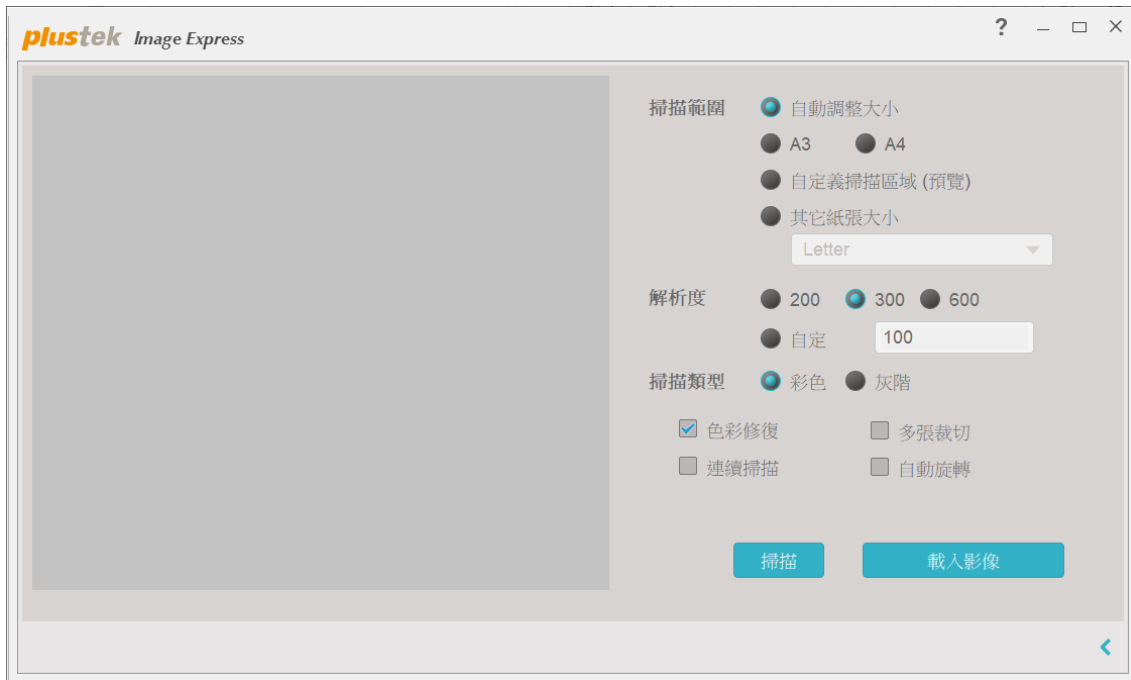 plustek Image Express
?
掃描範圍 自動調整大小
A3 A4
自定義掃描區域 (預覽)
其它紙張大小
Letter
解析度 200 300 600
自定 100
掃描類型 彩色 灰階
色彩修復 多張裁切
連續掃描 自動旋轉
掃描 載入影像